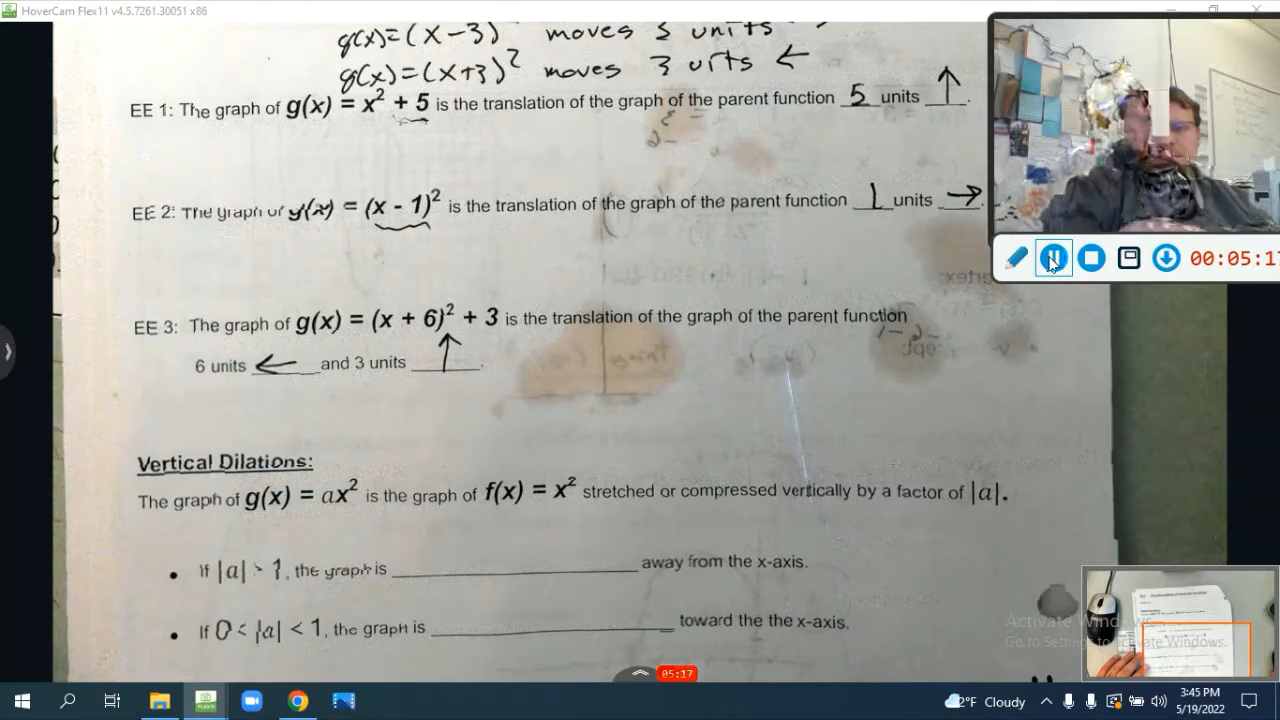 HoverCam Flex11 v4.5.7261.30051 x86
g(x)=(x-3) moves 3 units
g(x)=(x+3)² moves 3 urts ←
EE 1: The graph of g(x) = x² + 5 is the translation of the graph of the parent function 5 units ↑.
EE 2: The graph of g(x) = (x - 1)² is the translation of the graph of the parent function 1 units →.
00:05:17
EE 3: The graph of g(x) = (x + 6)² + 3 is the translation of the graph of the parent function
6 units ← and 3 units ↑.
Vertical Dilations:
The graph of g(x) = ax² is the graph of f(x) = x² stretched or compressed vertically by a factor of |a|.
• If |a| > 1, the graph is ____________ away from the x-axis.
• If 0 < |a| < 1, the graph is ____________ toward the the x-axis.
Activate Windows
Go to Settings to activate Windows.
05:17
Cloudy
3:45 PM
5/19/2022